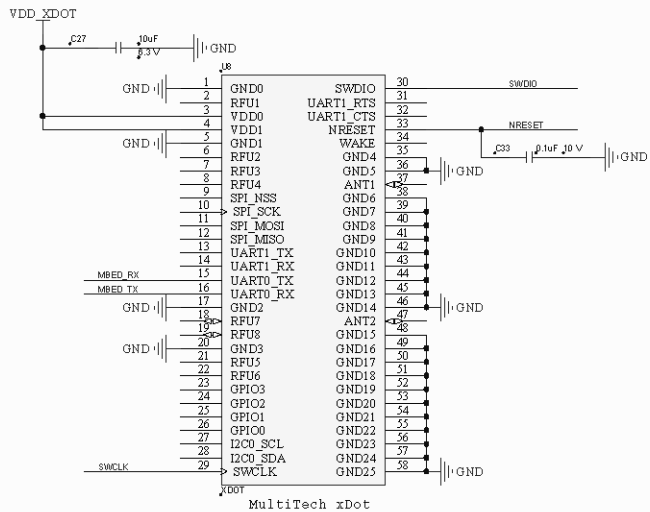 VDD_XDOT
C27 10uF 6.3 V GND
U8
GND 1 GND0 SWDIO 30 SWDIO
2 RFU1 UART1_RTS 31
3 VDD0 UART1_CTS 32
4 VDD1 NRESET 33 NRESET
GND 5 GND1 WAKE 34
6 RFU2 GND4 35 C33 0.1uF 10 V GND
7 RFU3 GND5 36 GND
8 RFU4 ANT1 37
9 SPI_NSS GND6 38
10 SPI_SCK GND7 39
11 SPI_MOSI GND8 40
12 SPI_MISO GND9 41
13 UART1_TX GND10 42
14 UART1_RX GND11 43
MBED_RX 15 UART0_TX GND12 44
MBED_TX 16 UART0_RX GND13 45
GND 17 GND2 GND14 46 GND
18 RFU7 ANT2 47
19 RFU8 GND15 48
GND 20 GND3 GND16 49
21 RFU5 GND17 50
22 RFU6 GND18 51
23 GPIO3 GND19 52
24 GPIO2 GND20 53
25 GPIO1 GND21 54
26 GPIO0 GND22 55
27 I2C0_SCL GND23 56
28 I2C0_SDA GND24 57
SWCLK 29 SWCLK GND25 58 GND
XDOT
MultiTech xDot